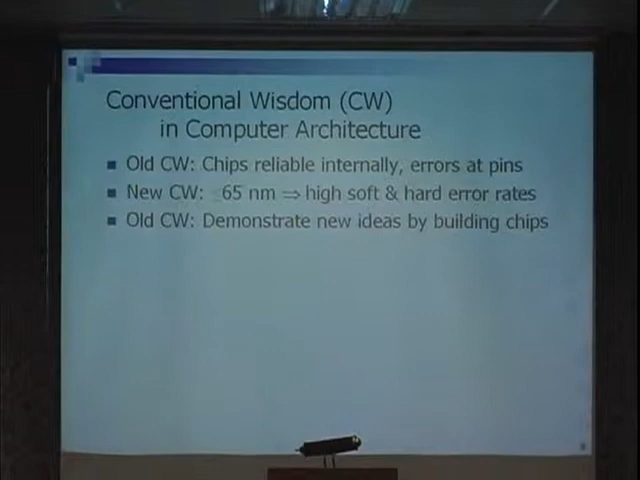 Conventional Wisdom (CW)
in Computer Architecture
Old CW: Chips reliable internally, errors at pins
New CW: 65 nm ⇒ high soft & hard error rates
Old CW: Demonstrate new ideas by building chips